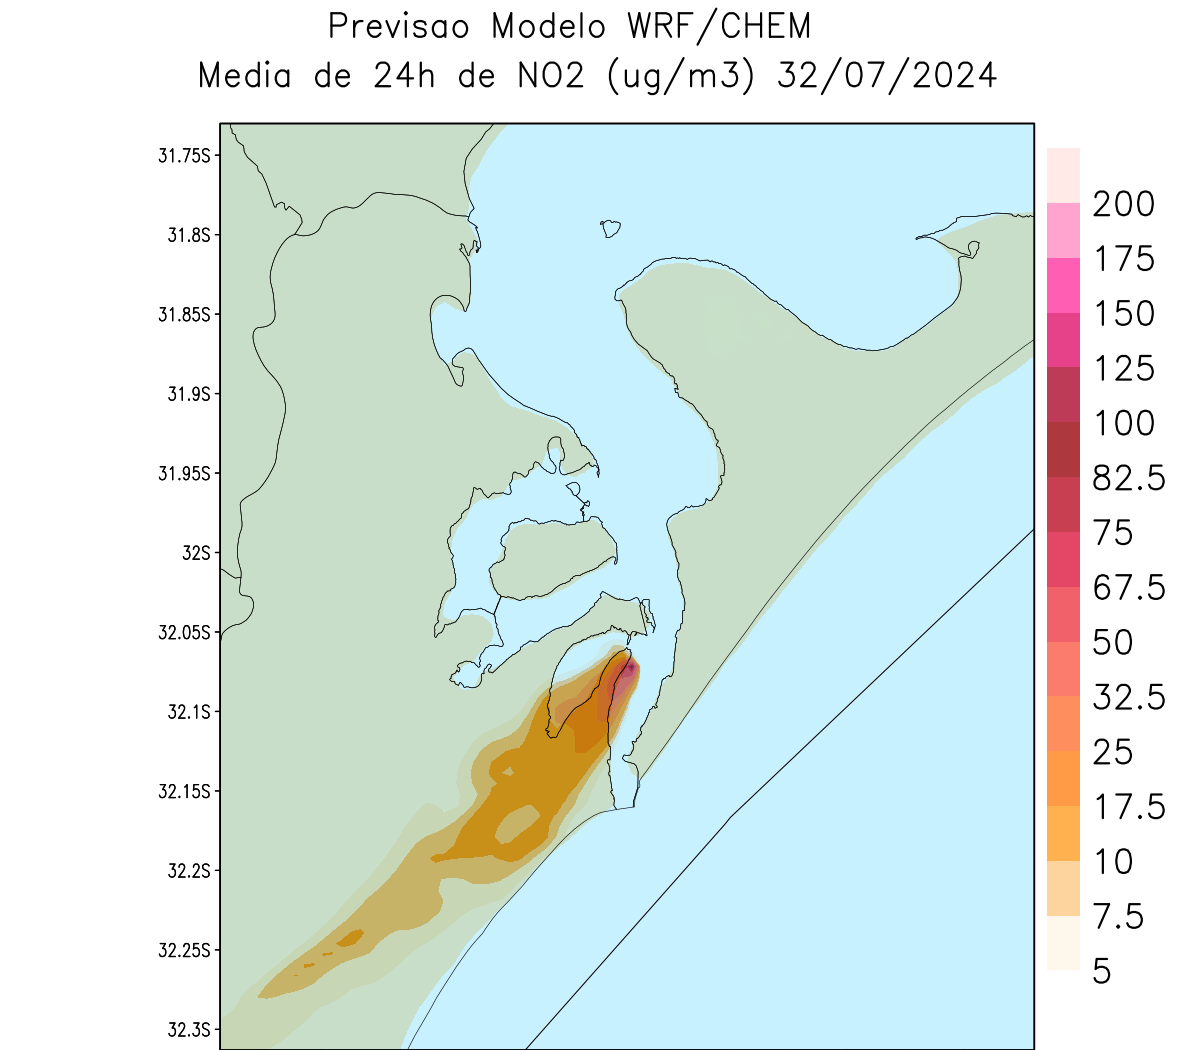 Previsao Modelo WRF/CHEM
Media de 24h de NO2 (ug/m3) 32/07/2024
31.75S
31.8S
31.85S
31.9S
31.95S
32S
32.05S
32.1S
32.15S
32.2S
32.25S
32.3S
200
175
150
125
100
82.5
75
67.5
50
32.5
25
17.5
10
7.5
5